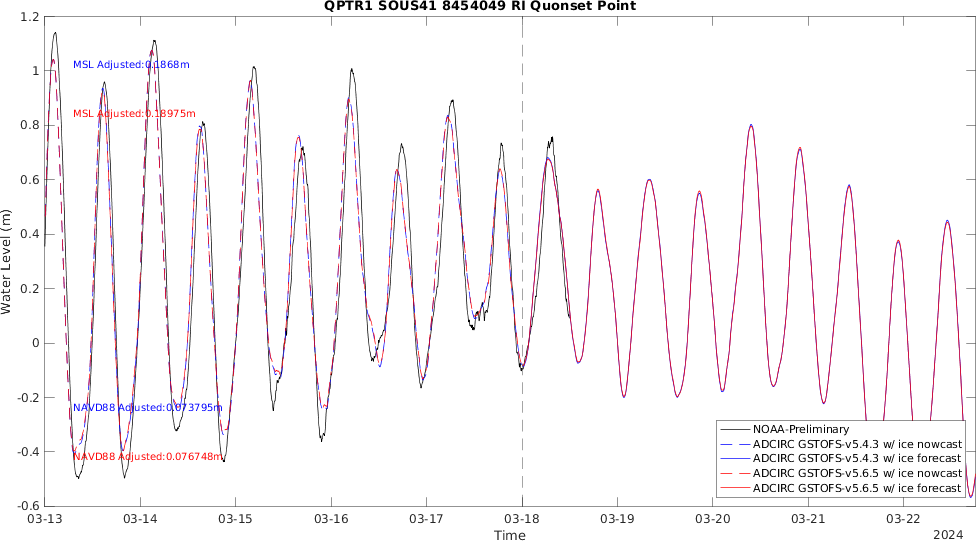 QPTR1 SOUS41 8454049 RI Quonset Point
1.2
1
0.8
0.6
0.4
0.2
0
-0.2
-0.4
-0.6
Water Level (m)
MSL Adjusted:0.1868m
MSL Adjusted:0.18975m
NAVD88 Adjusted:0.073795m
NAVD88 Adjusted:0.076748m
NOAA-Preliminary
ADCIRC GSTOFS-v5.4.3 w/ ice nowcast
ADCIRC GSTOFS-v5.4.3 w/ ice forecast
ADCIRC GSTOFS-v5.6.5 w/ ice nowcast
ADCIRC GSTOFS-v5.6.5 w/ ice forecast
03-13 03-14 03-15 03-16 03-17 03-18 03-19 03-20 03-21 03-22
Time
2024